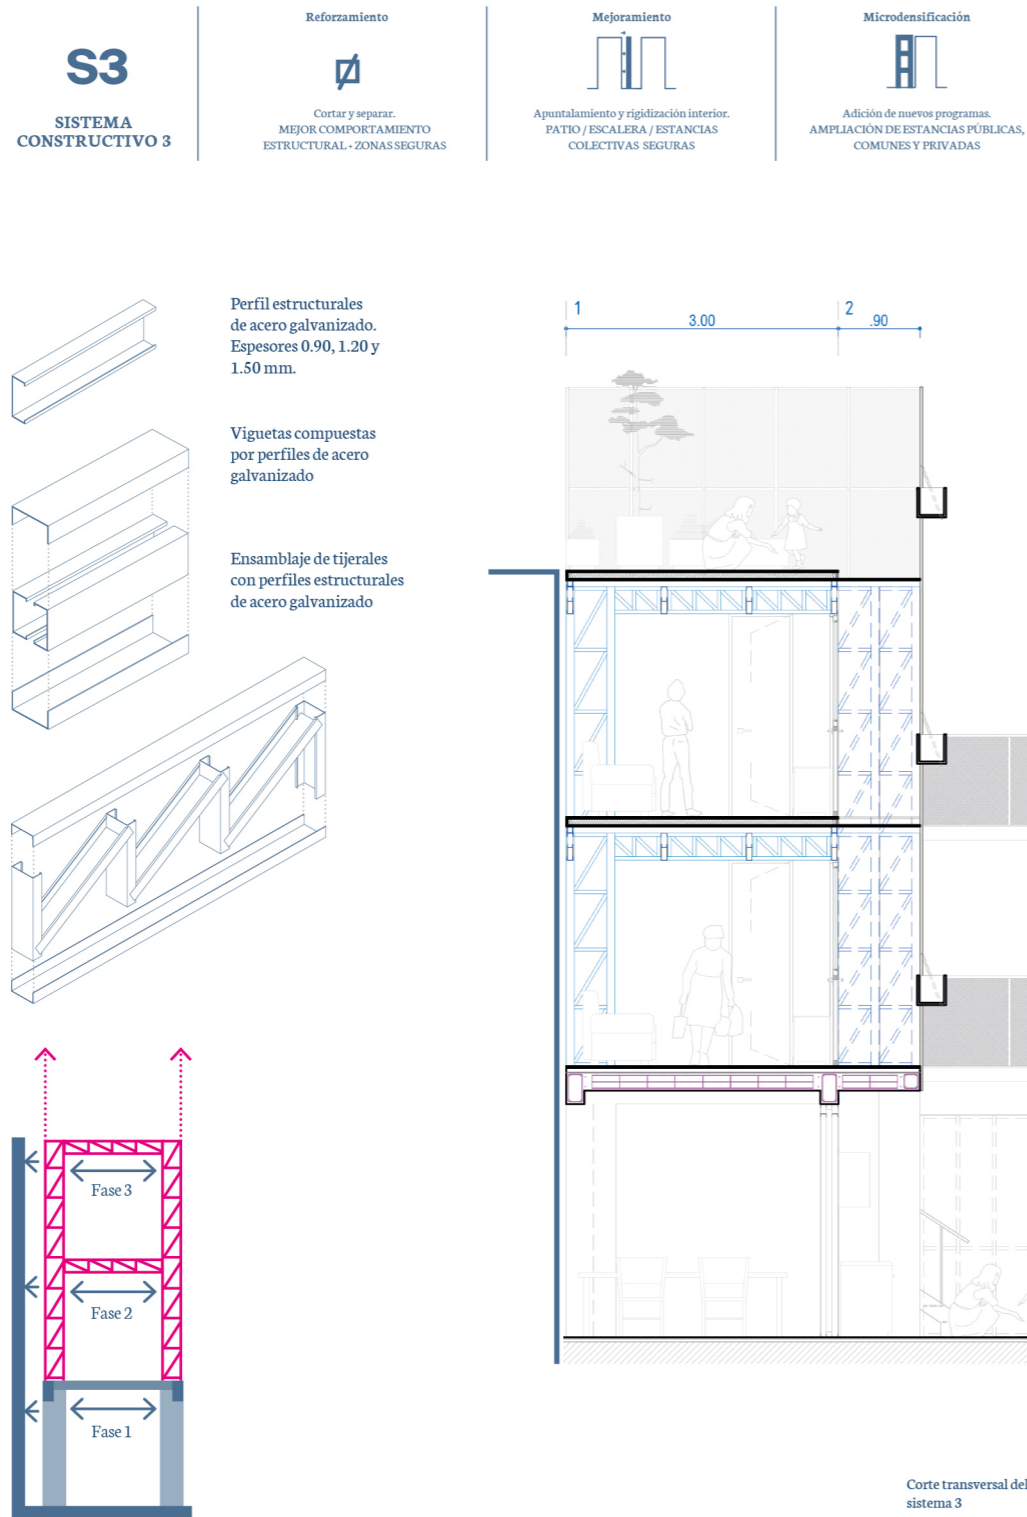 S3
SISTEMA
CONSTRUCTIVO 3
Reforzamiento
Cortar y separar.
MEJOR COMPORTAMIENTO
ESTRUCTURAL + ZONAS SEGURAS
Mejoramiento
Apuntalamiento y rigidización interior.
PATIO / ESCALERA / ESTANCIAS
COLECTIVAS SEGURAS
Microdensificación
Adición de nuevos programas.
AMPLIACIÓN DE ESTANCIAS PÚBLICAS,
COMUNES Y PRIVADAS
Perfil estructurales
de acero galvanizado.
Espesores 0.90, 1.20 y
1.50 mm.
Viguetas compuestas
por perfiles de acero
galvanizado
Ensamblaje de tijerales
con perfiles estructurales
de acero galvanizado
1
2
3.00
.90
Fase 3
Fase 2
Fase 1
Corte transversal del
sistema 3